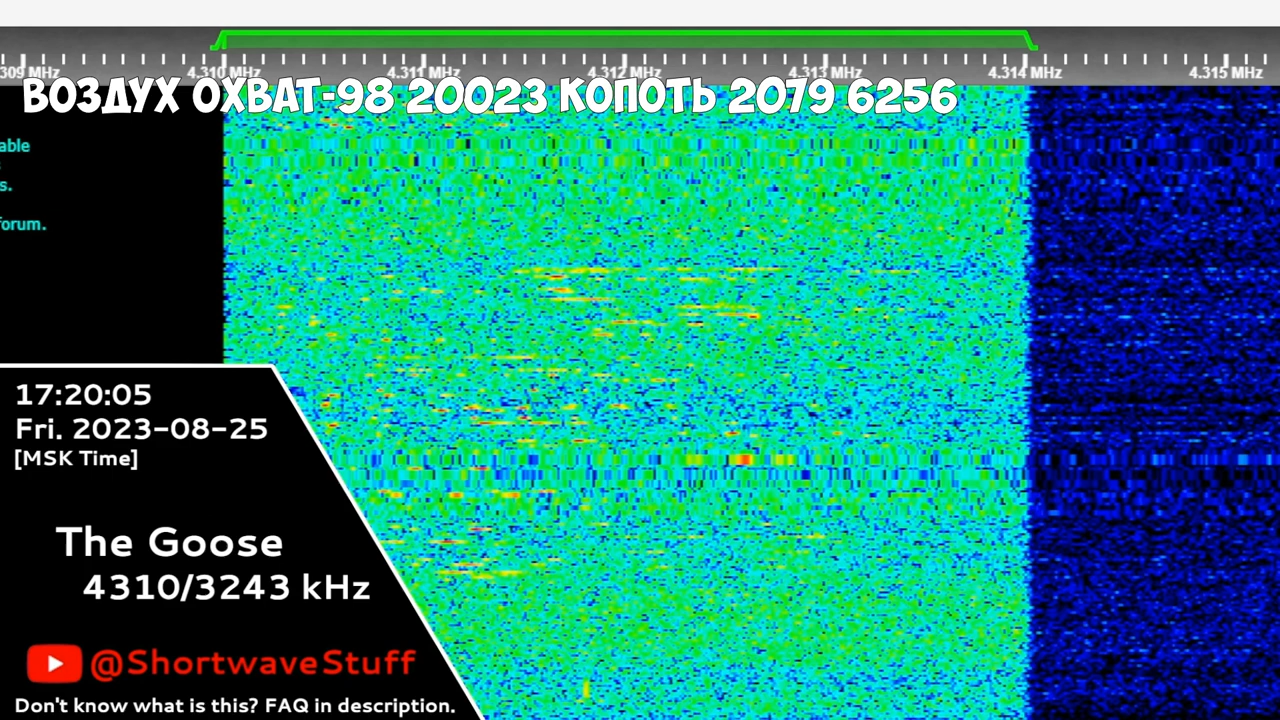 309 MHz 4.310 MHz 4.311 MHz 4.312 MHz 4.313 MHz 4.314 MHz 4.315 MHz
ВОЗДУХ ОХВАТ-98 20023 КОПОТЬ 2079 6256
able
s.
forum.
17:20:05
Fri. 2023-08-25
[MSK Time]
The Goose
4310/3243 kHz
@ShortwaveStuff
Don't know what is this? FAQ in description.